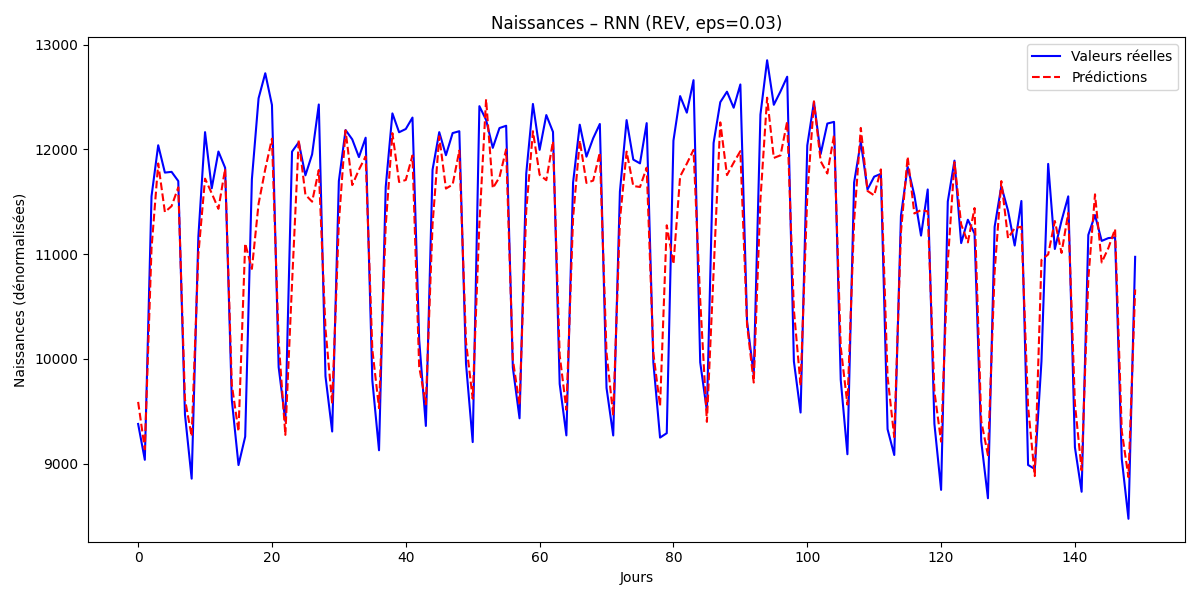 Naissances – RNN (REV, eps=0.03)
Valeurs réelles
Prédictions
13000
12000
11000
10000
9000
Naissances (dénormalisées)
0 20 40 60 80 100 120 140
Jours